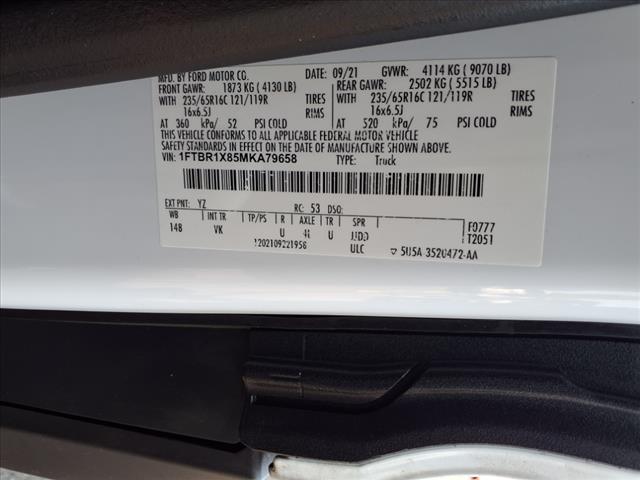 MFD. BY FORD MOTOR CO. DATE: 09/21 GVWR: 4114 KG ( 9070 LB)
FRONT GAWR: 1873 KG ( 4130 LB) REAR GAWR: 2502 KG ( 5515 LB)
WITH 235/65R16C 121/119R TIRES WITH 235/65R16C 121/119R TIRES
16x6.5J RIMS 16x6.5J RIMS
AT 360 kPa/ 52 PSI COLD AT 520 kPa/ 75 PSI COLD
THIS VEHICLE CONFORMS TO ALL APPLICABLE FEDERAL MOTOR VEHICLE
SAFETY STANDARDS IN EFFECT ON THE DATE OF MANUFACTURE SHOWN ABOVE.
VIN: 1FTBR1X85MKA79658 TYPE: Truck
EXT PNT: YZ RC: 53 DSO:
WB INT TR TP/PS R AXLE TR SPR F0777
148 VK U U T2051
1202109221958 ULC 5U5A 3520472-AA